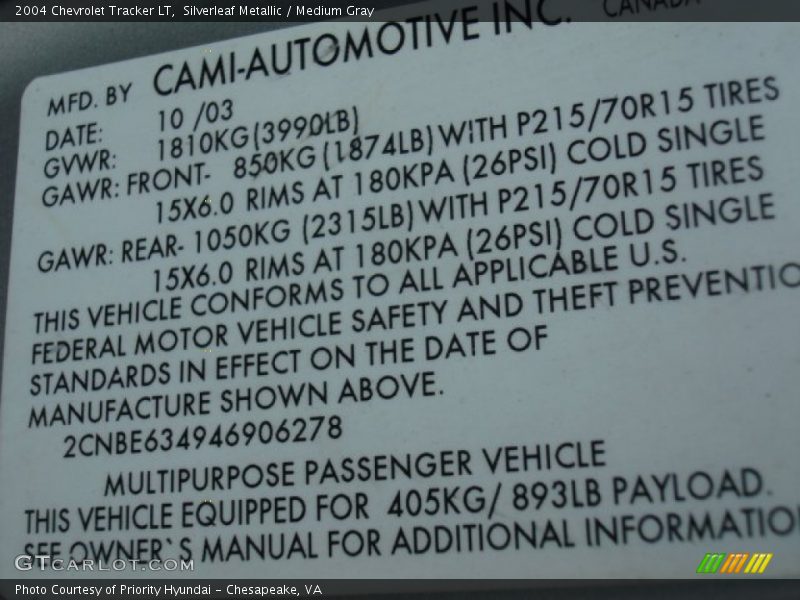 2004 Chevrolet Tracker LT, Silverleaf Metallic / Medium Gray
MFD. BY CAMI-AUTOMOTIVE INC. CANADA
DATE: 10 /03
GVWR: 1810KG(3990LB)
GAWR: FRONT- 850KG (1874LB) WITH P215/70R15 TIRES
15X6.0 RIMS AT 180KPA (26PSI) COLD SINGLE
GAWR: REAR- 1050KG (2315LB) WITH P215/70R15 TIRES
15X6.0 RIMS AT 180KPA (26PSI) COLD SINGLE
THIS VEHICLE CONFORMS TO ALL APPLICABLE U.S.
FEDERAL MOTOR VEHICLE SAFETY AND THEFT PREVENTIO
STANDARDS IN EFFECT ON THE DATE OF
MANUFACTURE SHOWN ABOVE.
2CNBE634946906278
MULTIPURPOSE PASSENGER VEHICLE
THIS VEHICLE EQUIPPED FOR 405KG/ 893LB PAYLOAD.
SEE OWNER`S MANUAL FOR ADDITIONAL INFORMATIO
GTCARLOT.COM
Photo Courtesy of Priority Hyundai - Chesapeake, VA